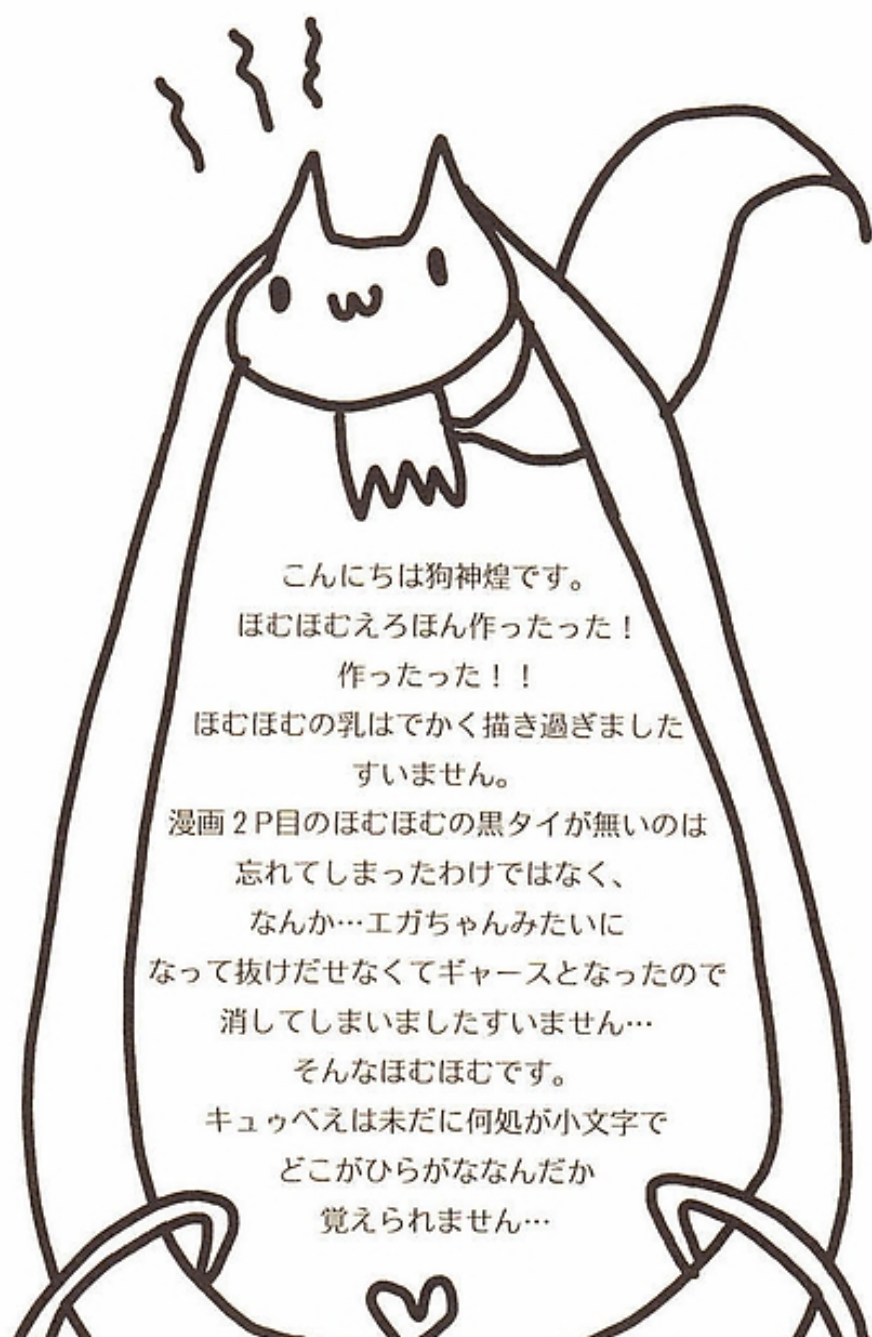 こんにちは狗神煌です。
ほむほむえろほん作ったった！
作ったった！！
ほむほむの乳はでかく描き過ぎました
すいません。
漫画２P目のほむほむの黒タイが無いのは
忘れてしまったわけではなく、
なんか…エガちゃんみたいに
なって抜けだせなくてギャースとなったので
消してしまいましたすいません…
そんなほむほむです。
キュゥべえは未だに何処が小文字で
どこがひらがななんだか
覚えられません…